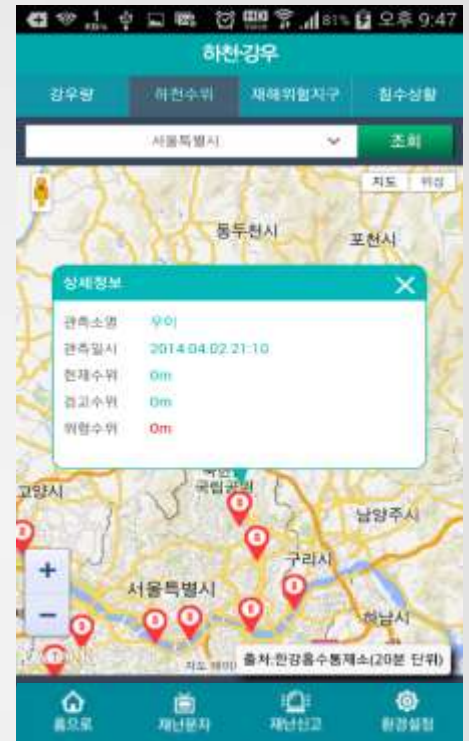 81% 오후 9:47
하천·강우
강우량 하천수위 재해위험지구 침수상황
서울특별시 조회
지도 위성
동두천시
포천시
상세정보
관측소명 우이
관측일시 2014.04.02 21:10
현재수위 0m
경고수위 0m
위험수위 0m
국립공원
고양시
남양주시
구리시
+
서울특별시
−
하남시
출처:한강홍수통제소(20분 단위)
홈으로 재난문자 재난신고 환경설정